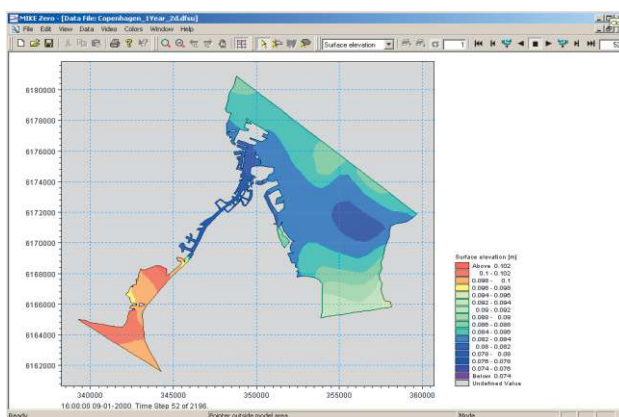 MIKE Zero - [Data File: Copenhagen_1Year_2d.dfsu]
File Edit View Data Video Colors Window Help
Surface elevation 1 52
6180000
6178000
6176000
6174000
6172000
6170000
6168000
6166000
6164000
6162000
340000 345000 350000 355000 360000
Surface elevation [m]
Above 0.102
0.1 - 0.102
0.098 - 0.1
0.096 - 0.098
0.094 - 0.096
0.092 - 0.094
0.09 - 0.092
0.088 - 0.09
0.086 - 0.088
0.084 - 0.086
0.082 - 0.084
0.08 - 0.082
0.078 - 0.08
0.076 - 0.078
0.074 - 0.076
Below 0.074
Undefined Value
16:00:00 09-01-2000 Time Step 52 of 2196.
Ready Pointer outside model area Mode